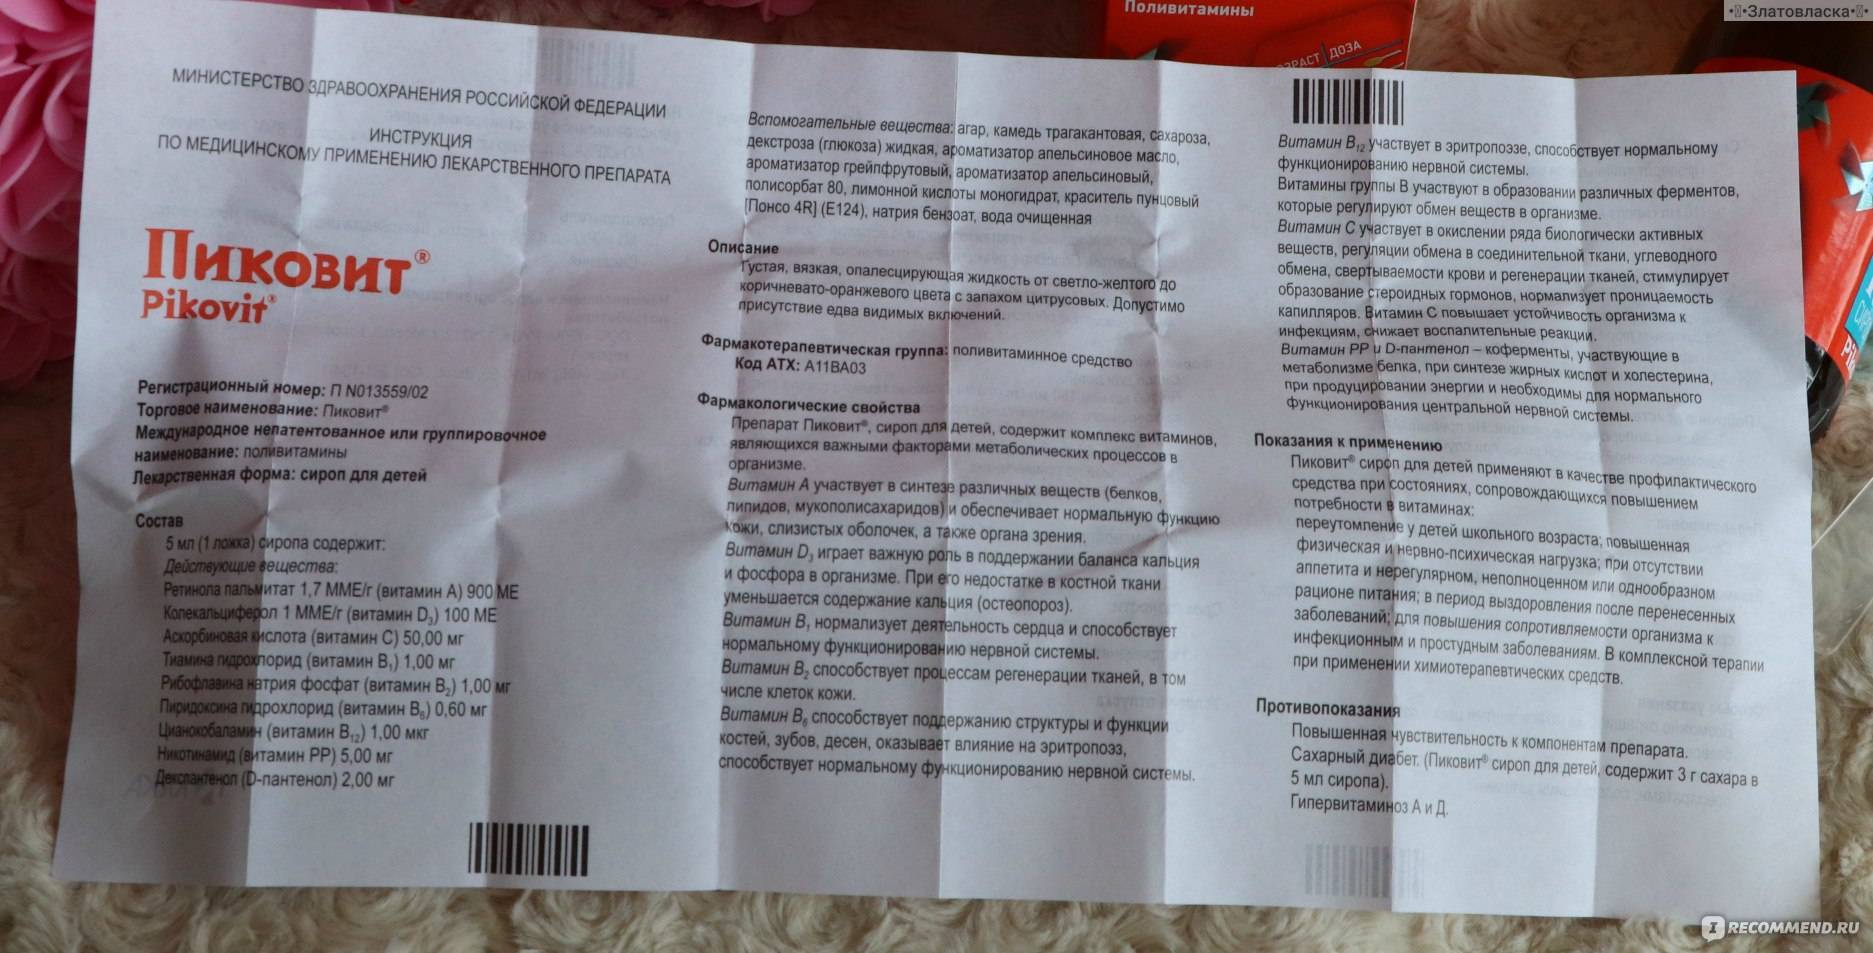 Поливитамины
ДОЗА
•Златовласка•
МИНИСТЕРСТВО ЗДРАВООХРАНЕНИЯ РОССИЙСКОЙ ФЕДЕРАЦИИ
ИНСТРУКЦИЯ
ПО МЕДИЦИНСКОМУ ПРИМЕНЕНИЮ ЛЕКАРСТВЕННОГО ПРЕПАРАТА
ПИКОВИТ®
Pikovit®
Регистрационный номер: П N013559/02
Торговое наименование: Пиковит®
Международное непатентованное или группировочное
наименование: поливитамины
Лекарственная форма: сироп для детей
Состав
5 мл (1 ложка) сиропа содержит:
Действующие вещества:
Ретинола пальмитат 1,7 ММЕ/г (витамин А) 900 МЕ
Колекальциферол 1 ММЕ/г (витамин D3) 100 МЕ
Аскорбиновая кислота (витамин С) 50,00 мг
Тиамина гидрохлорид (витамин В1) 1,00 мг
Рибофлавина натрия фосфат (витамин В2) 1,00 мг
Пиридоксина гидрохлорид (витамин В6) 0,60 мг
Цианокобаламин (витамин В12) 1,00 мкг
Никотинамид (витамин РР) 5,00 мг
Декспантенол (D-пантенол) 2,00 мг
Вспомогательные вещества: агар, камедь трагакантовая, сахароза,
декстроза (глюкоза) жидкая, ароматизатор апельсиновое масло,
ароматизатор грейпфрутовый, ароматизатор апельсиновый,
полисорбат 80, лимонной кислоты моногидрат, краситель пунцовый
[Понсо 4R] (Е124), натрия бензоат, вода очищенная
Описание
Густая, вязкая, опалесцирующая жидкость от светло-желтого до
коричневато-оранжевого цвета с запахом цитрусовых. Допустимо
присутствие едва видимых включений.
Фармакотерапевтическая группа: поливитаминное средство
Код АТХ: А11ВА03
Фармакологические свойства
Препарат Пиковит®, сироп для детей, содержит комплекс витаминов,
являющихся важными факторами метаболических процессов в
организме.
Витамин А участвует в синтезе различных веществ (белков,
липидов, мукополисахаридов) и обеспечивает нормальную функцию
кожи, слизистых оболочек, а также органа зрения.
Витамин D3 играет важную роль в поддержании баланса кальция
и фосфора в организме. При его недостатке в костной ткани
уменьшается содержание кальция (остеопороз).
Витамин В1 нормализует деятельность сердца и способствует
нормальному функционированию нервной системы.
Витамин В2 способствует процессам регенерации тканей, в том
числе клеток кожи.
Витамин В6 способствует поддержанию структуры и функции
костей, зубов, десен, оказывает влияние на эритропоэз,
способствует нормальному функционированию нервной системы.
Витамин В12 участвует в эритропоэзе, способствует нормальному
функционированию нервной системы.
Витамины группы В участвуют в образовании различных ферментов,
которые регулируют обмен веществ в организме.
Витамин С участвует в окислении ряда биологически активных
веществ, регуляции обмена в соединительной ткани, углеводного
обмена, свертываемости крови и регенерации тканей, стимулирует
образование стероидных гормонов, нормализует проницаемость
капилляров. Витамин С повышает устойчивость организма к
инфекциям, снижает воспалительные реакции.
Витамин РР и D-пантенол – коферменты, участвующие в
метаболизме белка, при синтезе жирных кислот и холестерина,
при продуцировании энергии и необходимы для нормального
функционирования центральной нервной системы.
Показания к применению
Пиковит® сироп для детей применяют в качестве профилактического
средства при состояниях, сопровождающихся повышением
потребности в витаминах:
переутомление у детей школьного возраста; повышенная
физическая и нервно-психическая нагрузка; при отсутствии
аппетита и нерегулярном, неполноценном или однообразном
рационе питания; в период выздоровления после перенесенных
заболеваний; для повышения сопротивляемости организма к
инфекционным и простудным заболеваниям. В комплексной терапии
при применении химиотерапевтических средств.
Противопоказания
Повышенная чувствительность к компонентам препарата.
Сахарный диабет. (Пиковит® сироп для детей, содержит 3 г сахара в
5 мл сиропа).
Гипервитаминоз А и Д.
IRECOMMEND.RU